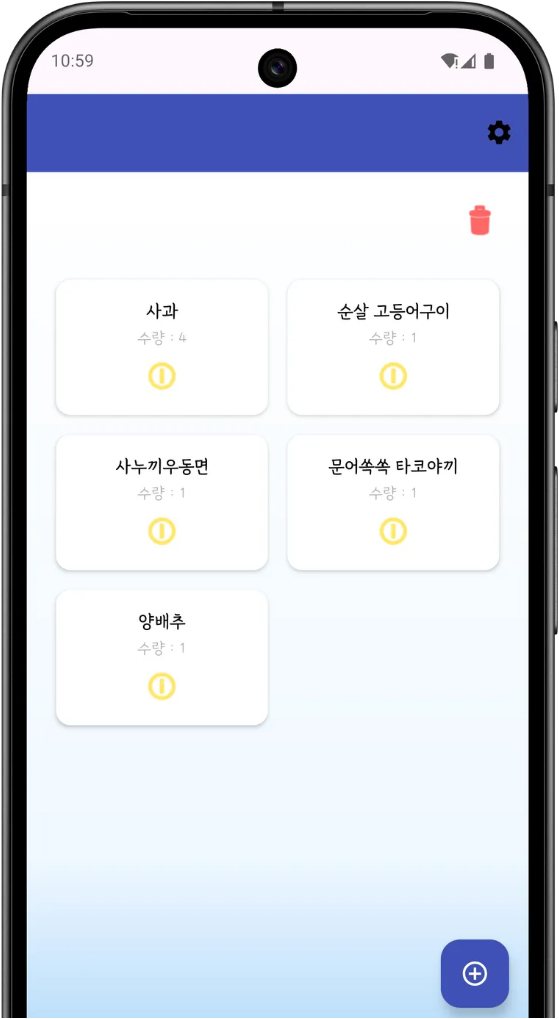 10:59
사과
수량 : 4
순살 고등어구이
수량 : 1
사누끼우동면
수량 : 1
문어쏙쏙 타코야끼
수량 : 1
양배추
수량 : 1